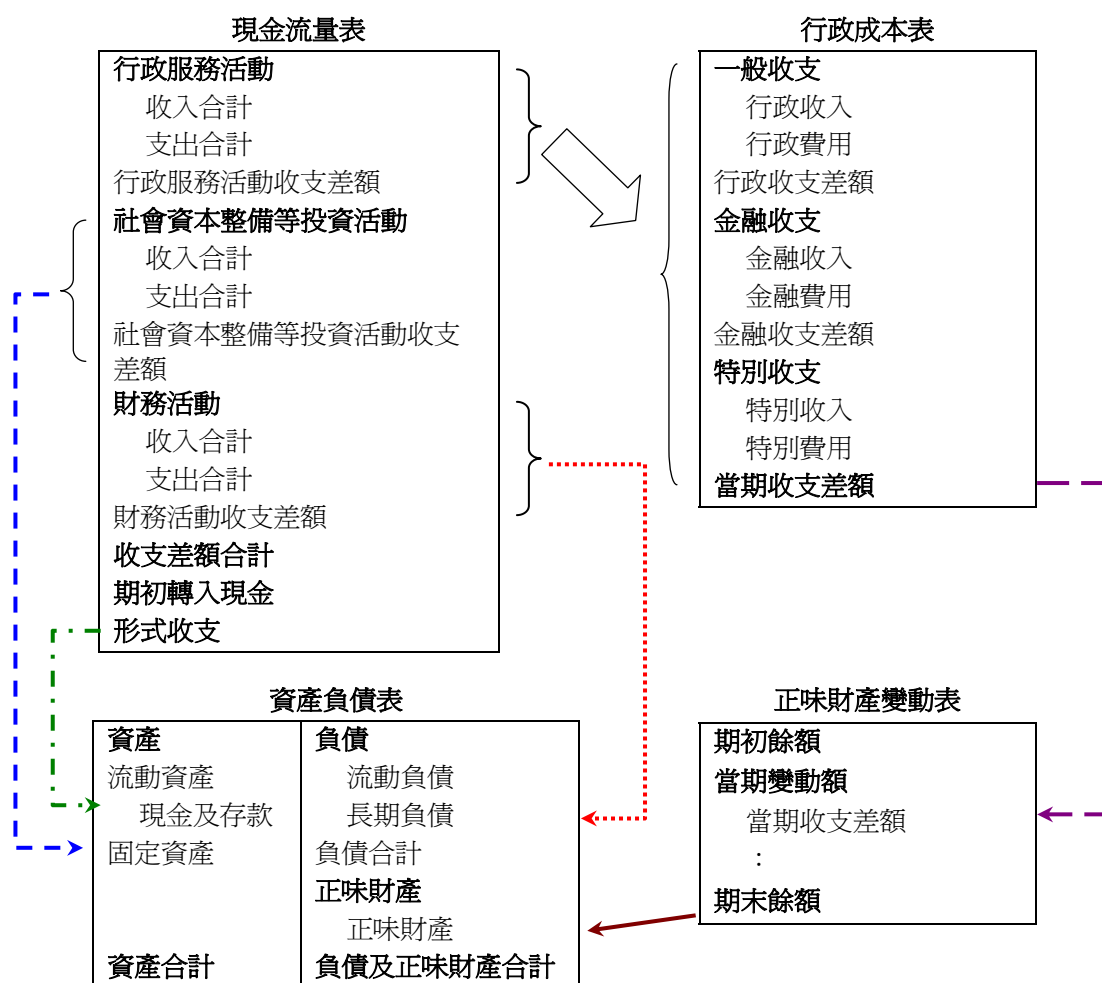 現金流量表
行政服務活動
收入合計
支出合計
行政服務活動收支差額
社會資本整備等投資活動
收入合計
支出合計
社會資本整備等投資活動收支
差額
財務活動
收入合計
支出合計
財務活動收支差額
收支差額合計
期初轉入現金
形式收支
行政成本表
一般收支
行政收入
行政費用
行政收支差額
金融收支
金融收入
金融費用
金融收支差額
特別收支
特別收入
特別費用
當期收支差額
資產負債表
資產
流動資產
現金及存款
固定資產
資產合計
負債
流動負債
長期負債
負債合計
正味財產
正味財產
負債及正味財產合計
正味財產變動表
期初餘額
當期變動額
當期收支差額
：
期末餘額